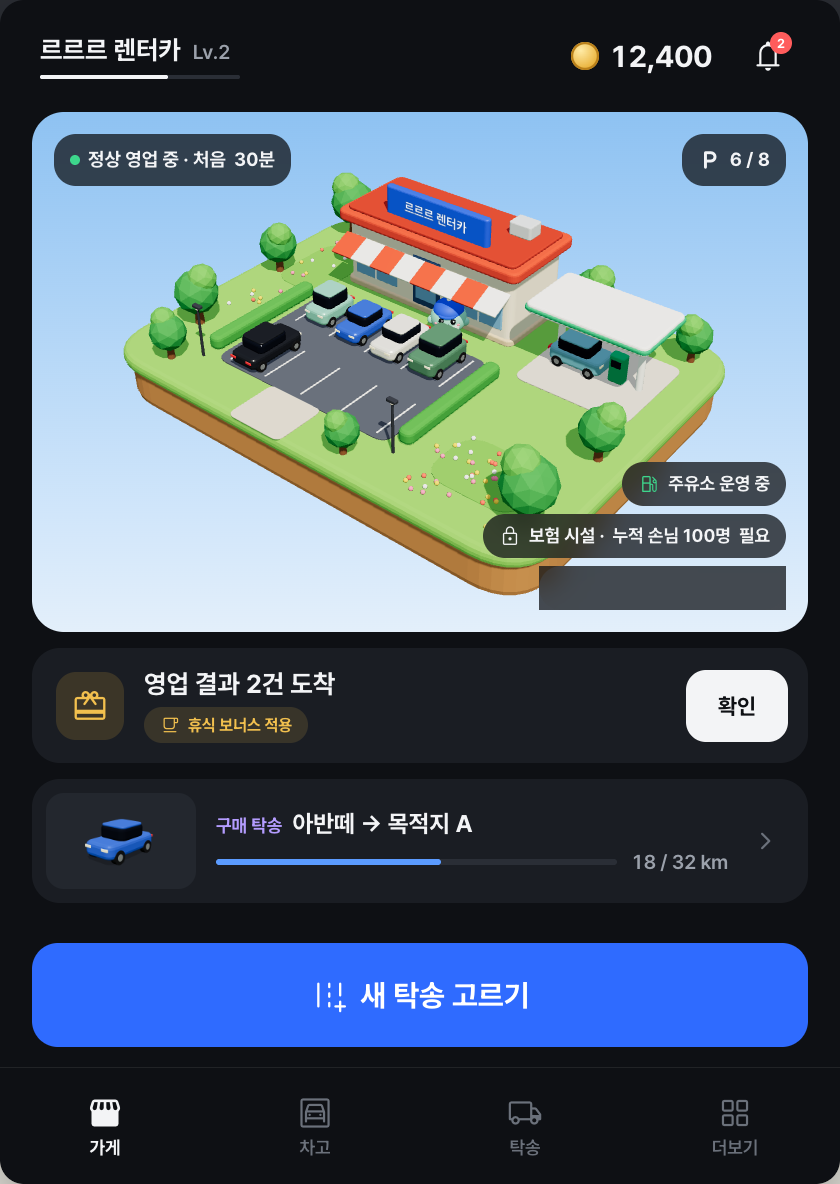 르르르 렌터카 Lv.2
12,400
2
정상 영업 중 · 처음 30분
P 6 / 8
르르르 렌터카
주유소 운영 중
보험 시설 · 누적 손님 100명 필요
영업 결과 2건 도착
휴식 보너스 적용
확인
구매 탁송 아반떼 → 목적지 A
18 / 32 km
새 탁송 고르기
가게
차고
탁송
더보기